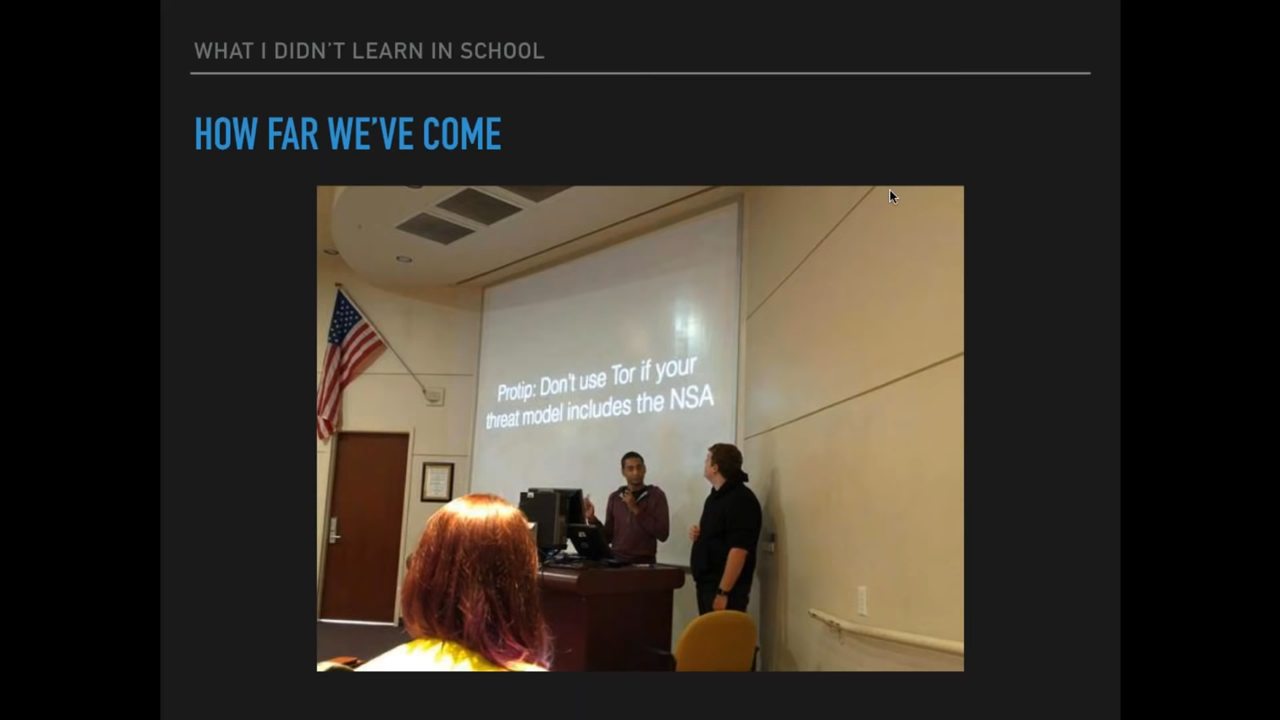 WHAT I DIDN'T LEARN IN SCHOOL
HOW FAR WE'VE COME
Protip: Don't use Tor if your
threat model includes the NSA